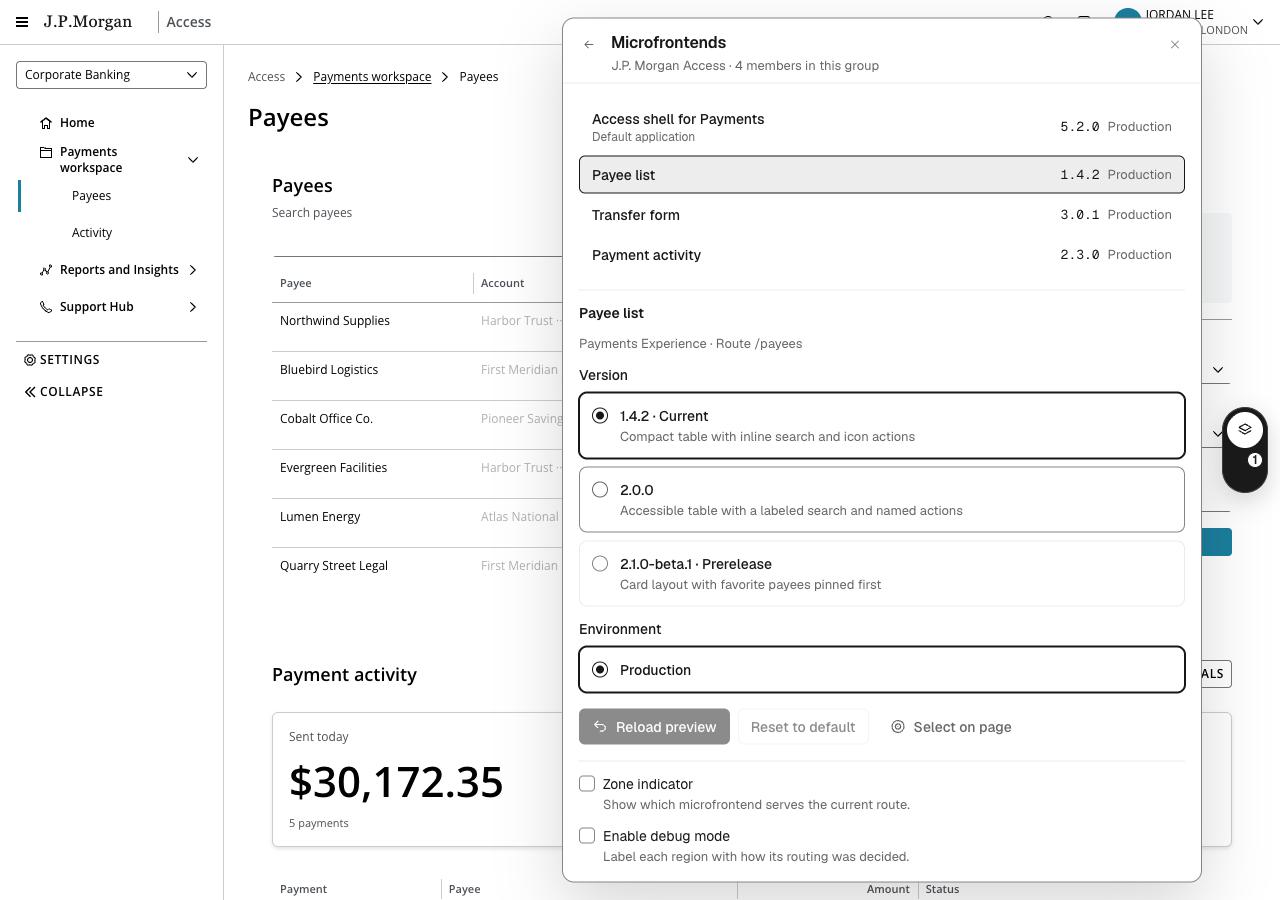 J.P.Morgan
Access
JORDAN LEE
LONDON
Corporate Banking
Home
Payments
workspace
Payees
Activity
Reports and Insights
Support Hub
SETTINGS
COLLAPSE
Access
Payments workspace
Payees
Payees
Payees
Search payees
Payee
Account
Northwind Supplies
Harbor Trust
Bluebird Logistics
First Meridian
Cobalt Office Co.
Pioneer Saving
Evergreen Facilities
Harbor Trust
Lumen Energy
Atlas National
Quarry Street Legal
First Meridian
Payment activity
ALS
Sent today
$30,172.35
5 payments
Payment
Payee
Amount
Status
Microfrontends
J.P. Morgan Access · 4 members in this group
Access shell for Payments
Default application
5.2.0 Production
Payee list
1.4.2 Production
Transfer form
3.0.1 Production
Payment activity
2.3.0 Production
Payee list
Payments Experience · Route /payees
Version
1.4.2 · Current
Compact table with inline search and icon actions
2.0.0
Accessible table with a labeled search and named actions
2.1.0-beta.1 · Prerelease
Card layout with favorite payees pinned first
Environment
Production
Reload preview
Reset to default
Select on page
Zone indicator
Show which microfrontend serves the current route.
Enable debug mode
Label each region with how its routing was decided.
1